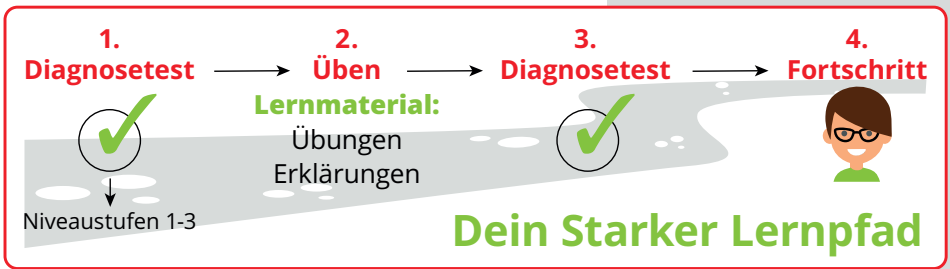 1.
Diagnosetest
2.
Üben
3.
Diagnosetest
4.
Fortschritt
Lernmaterial:
Übungen
Erklärungen
Niveaustufen 1-3
Dein Starker Lernpfad